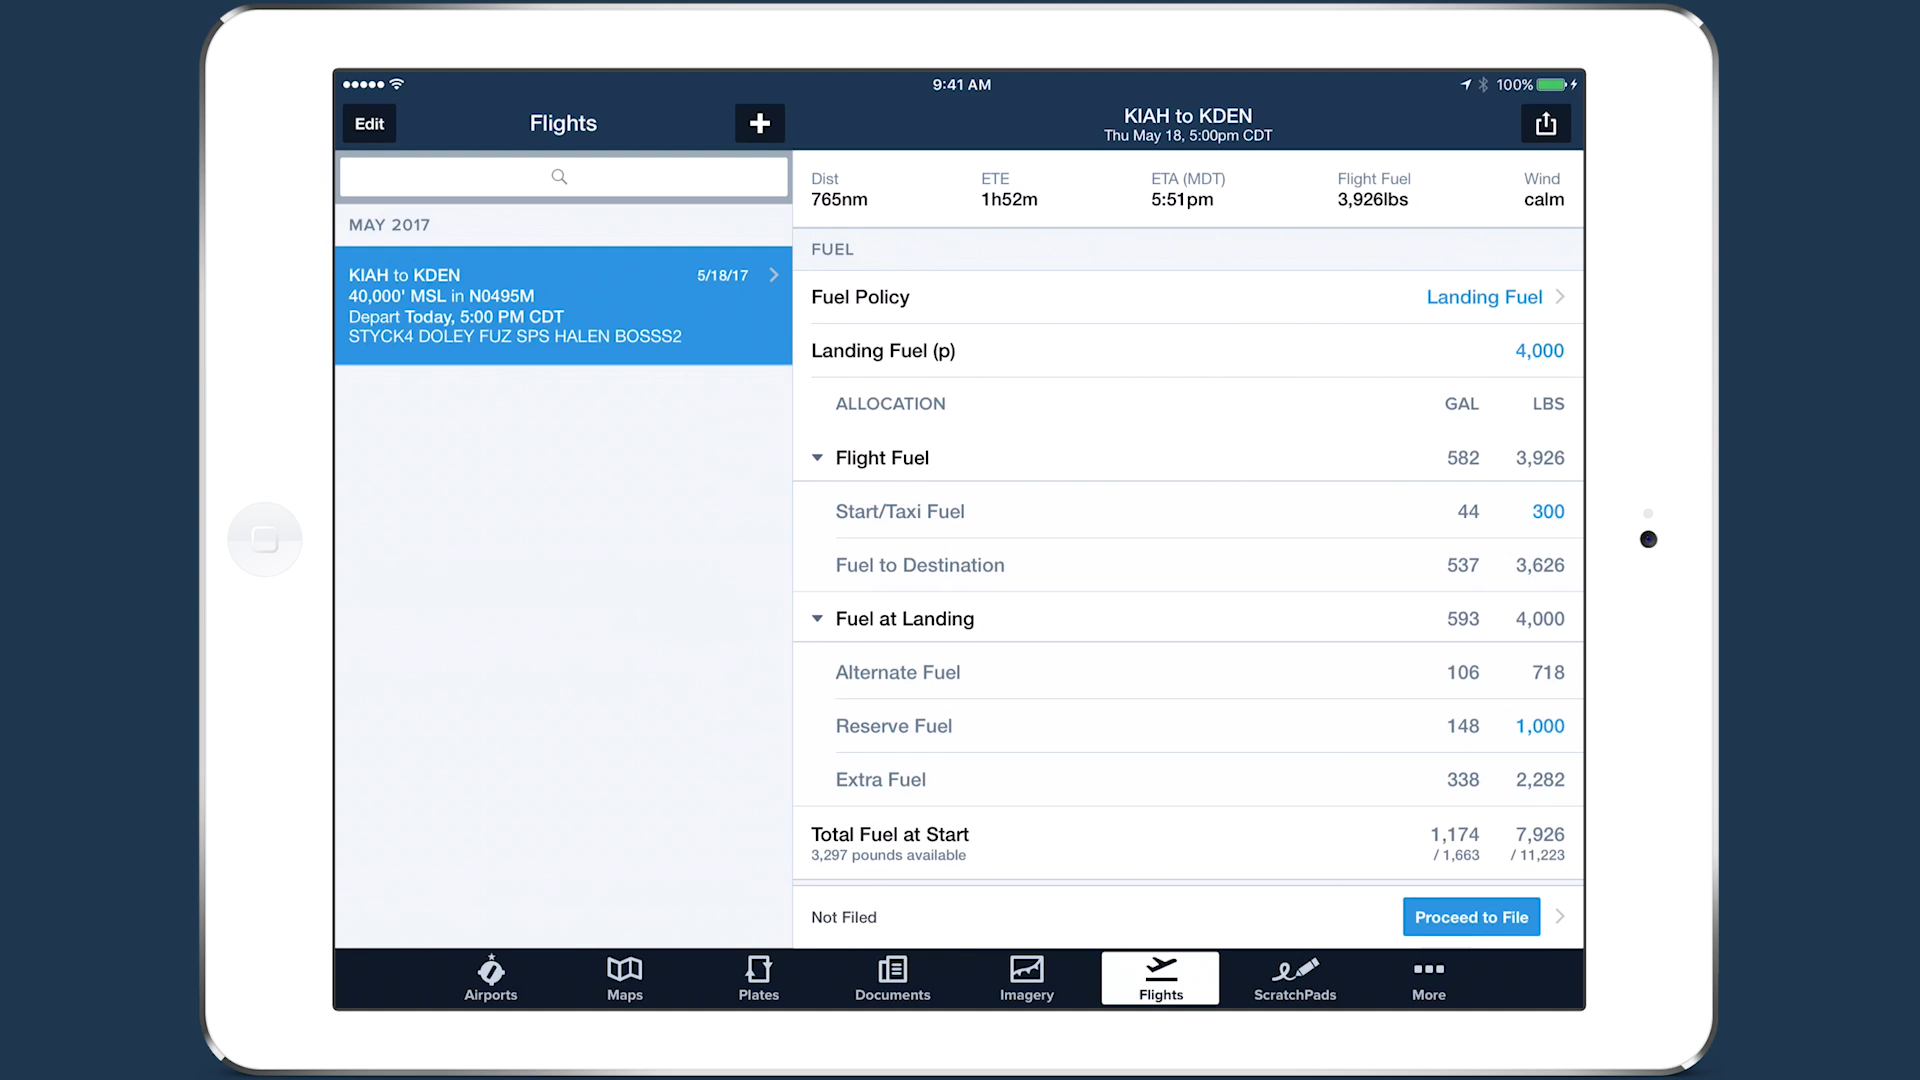 9:41 AM
100%
Edit
Flights
KIAH to KDEN
Thu May 18, 5:00pm CDT
MAY 2017
KIAH to KDEN 5/18/17
40,000' MSL in N0495M
Depart Today, 5:00 PM CDT
STYCK4 DOLEY FUZ SPS HALEN BOSSS2
Dist ETE ETA (MDT) Flight Fuel Wind
765nm 1h52m 5:51pm 3,926lbs calm
FUEL
Fuel Policy Landing Fuel
Landing Fuel (p) 4,000
ALLOCATION GAL LBS
Flight Fuel 582 3,926
Start/Taxi Fuel 44 300
Fuel to Destination 537 3,626
Fuel at Landing 593 4,000
Alternate Fuel 106 718
Reserve Fuel 148 1,000
Extra Fuel 338 2,282
Total Fuel at Start 1,174 7,926
3,297 pounds available / 1,663 / 11,223
Not Filed Proceed to File
Airports Maps Plates Documents Imagery Flights ScratchPads More